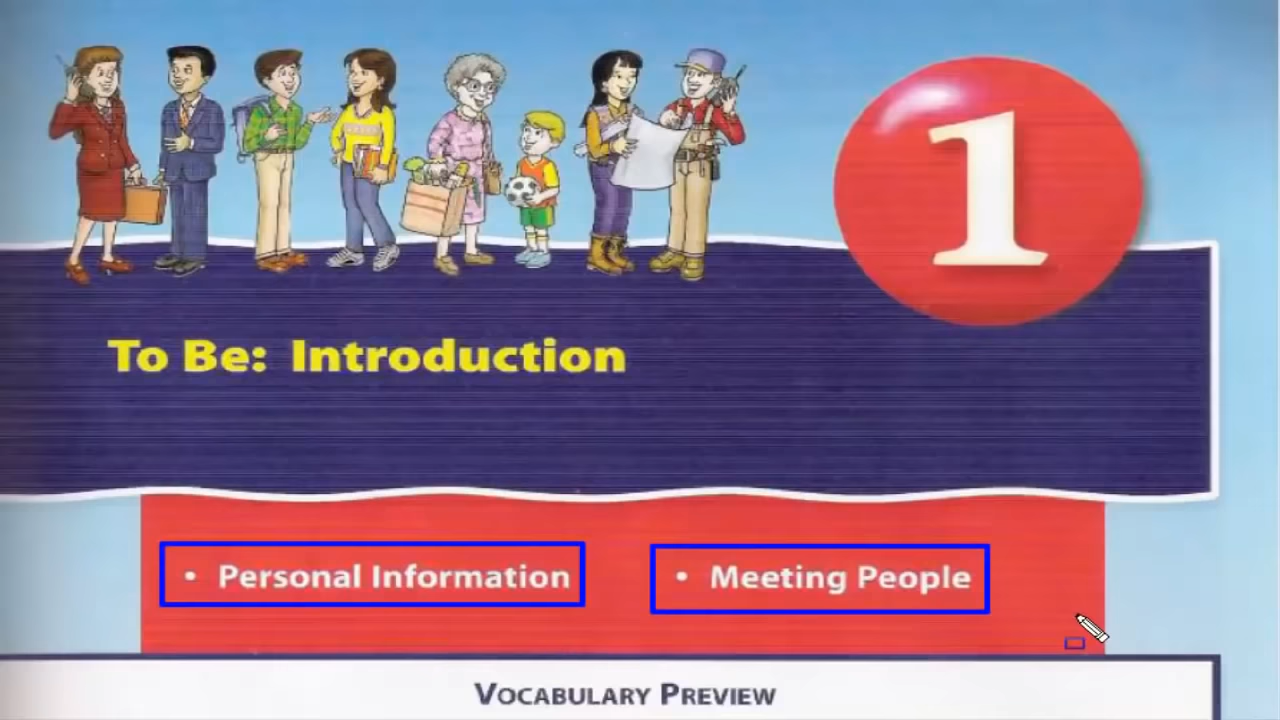 1
To Be: Introduction
• Personal Information
• Meeting People
VOCABULARY PREVIEW